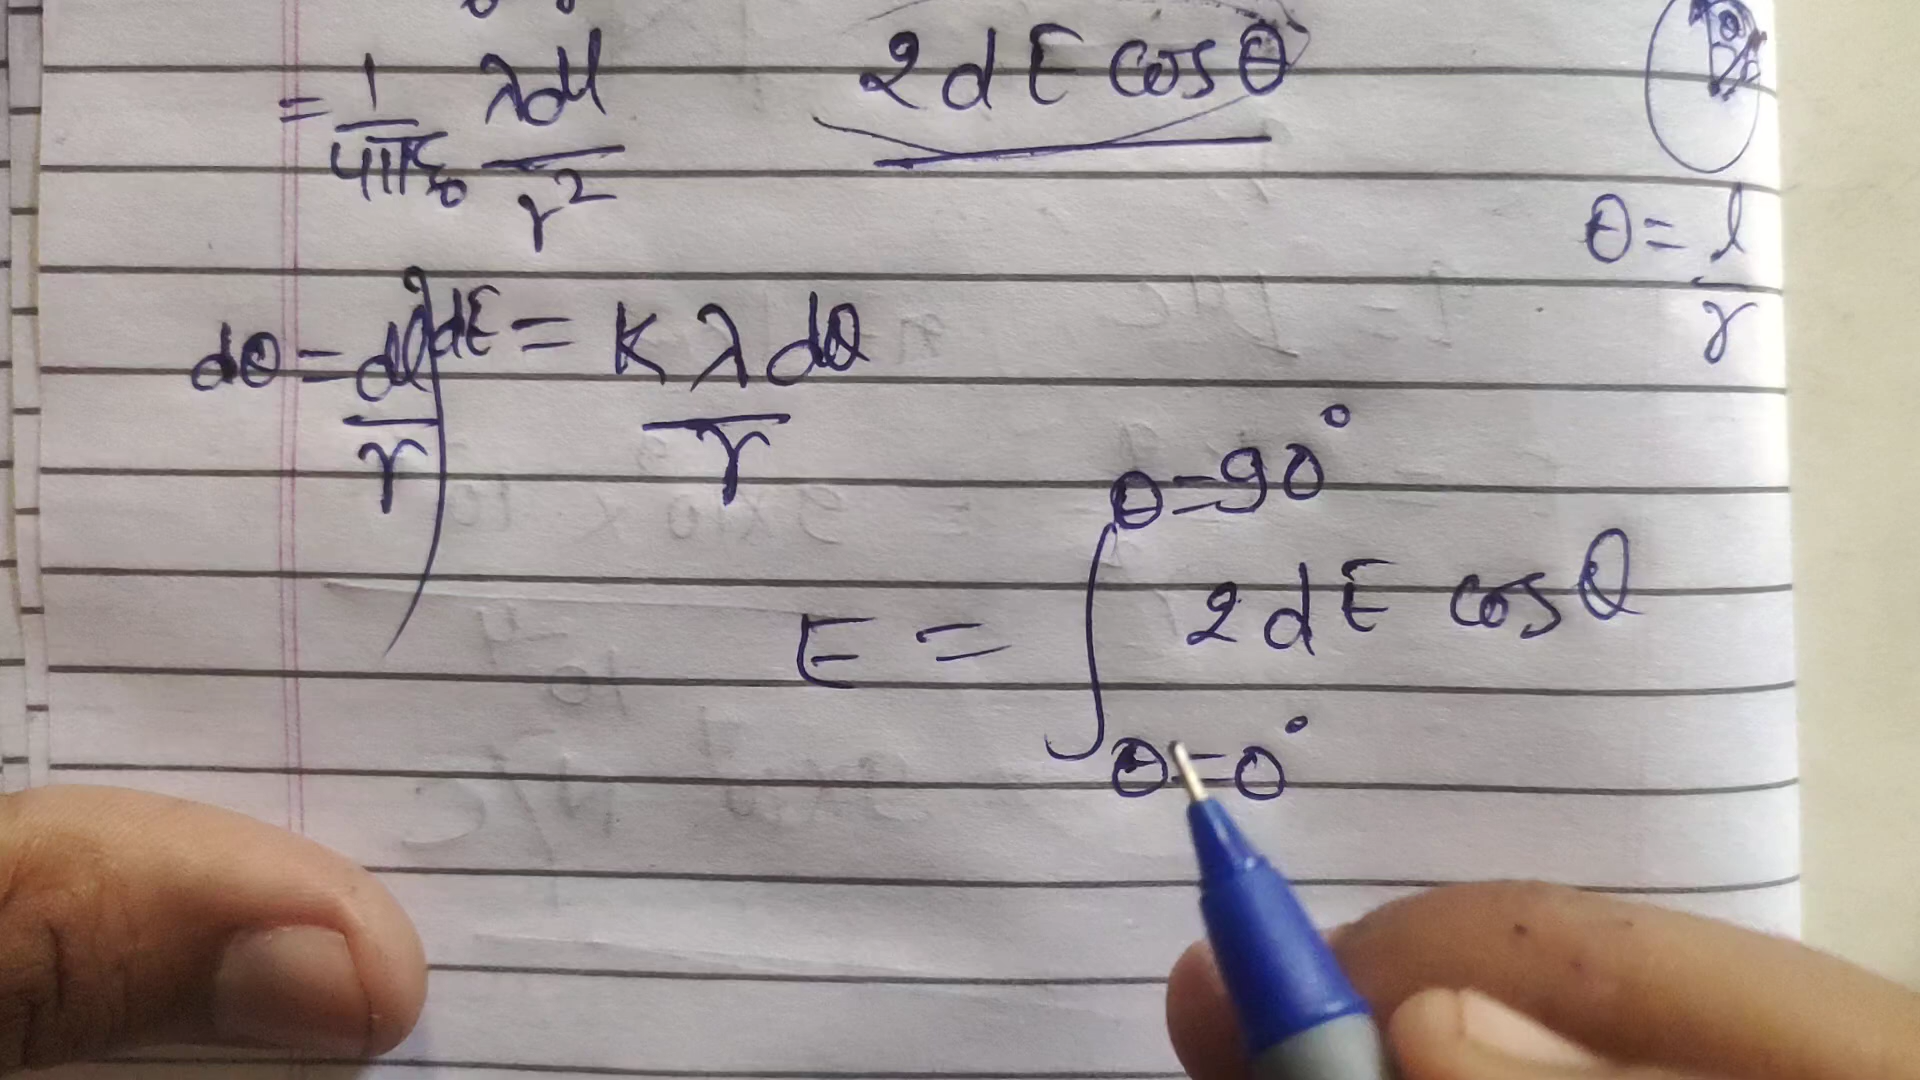 = 1/4πε₀ λdl/r²
2dE cosθ
θ = l/r
dθ = dl/r
dE = Kλdθ/r
θ=90°
E = ∫ 2dE cosθ
θ=0°